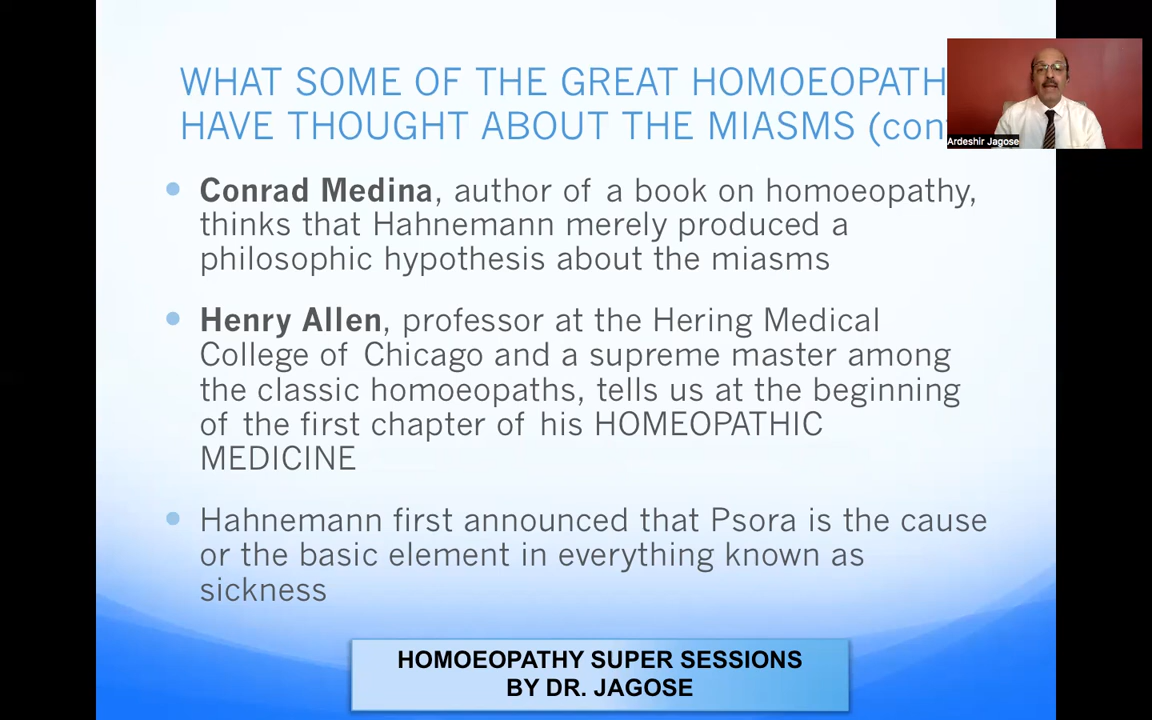 WHAT SOME OF THE GREAT HOMOEOPATH
HAVE THOUGHT ABOUT THE MIASMS (con
Ardeshir Jagose
Conrad Medina, author of a book on homoeopathy,
thinks that Hahnemann merely produced a
philosophic hypothesis about the miasms
Henry Allen, professor at the Hering Medical
College of Chicago and a supreme master among
the classic homoeopaths, tells us at the beginning
of the first chapter of his HOMEOPATHIC
MEDICINE
Hahnemann first announced that Psora is the cause
or the basic element in everything known as
sickness
HOMOEOPATHY SUPER SESSIONS
BY DR. JAGOSE